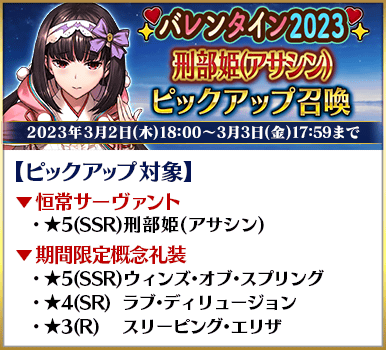 バレンタイン2023
刑部姫(アサシン)
ピックアップ召喚
2023年3月2日(木)18:00～3月3日(金)17:59まで
【ピックアップ対象】
▼恒常サーヴァント
・★5(SSR)刑部姫(アサシン)
▼期間限定概念礼装
・★5(SSR)ウィンズ・オブ・スプリング
・★4(SR) ラブ・ディリュージョン
・★3(R) スリーピング・エリザ